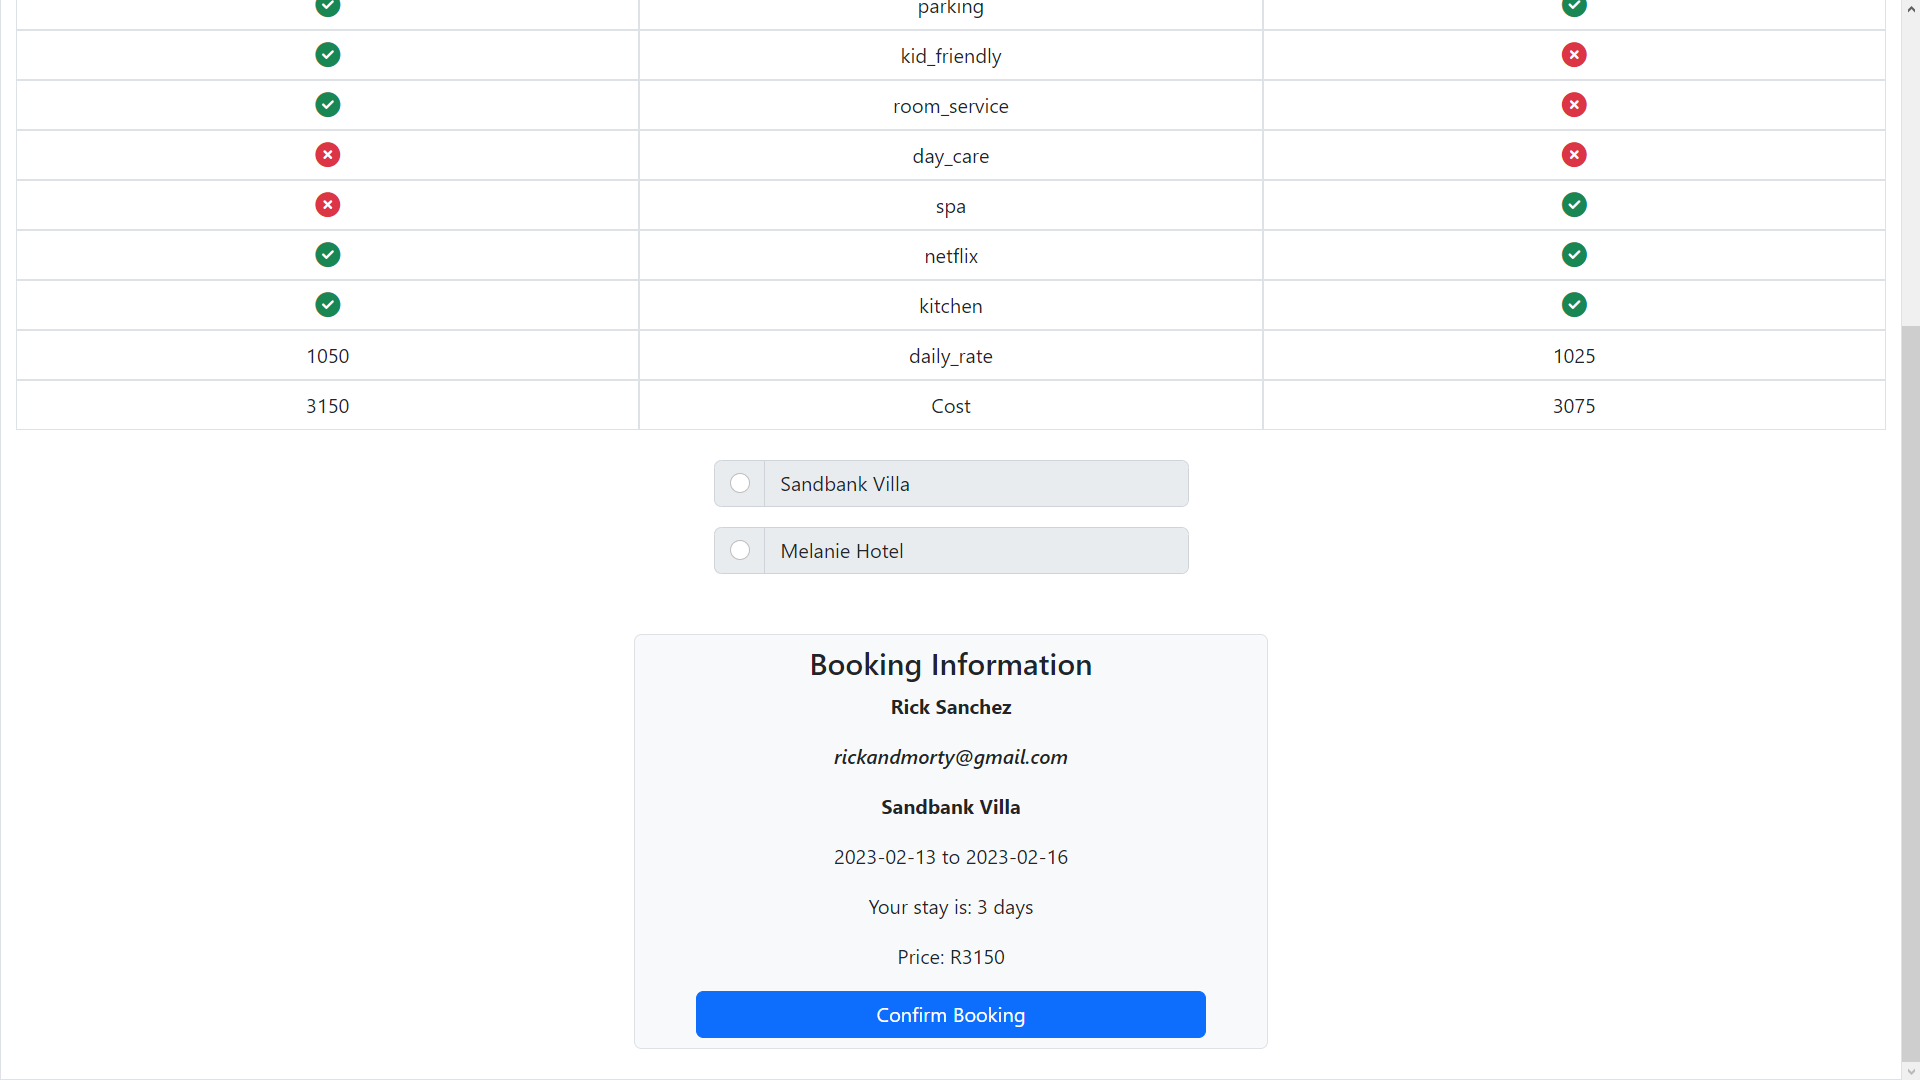 parking
kid_friendly
room_service
day_care
spa
netflix
kitchen
1050 daily_rate 1025
3150 Cost 3075
Sandbank Villa
Melanie Hotel
Booking Information
Rick Sanchez
rickandmorty@gmail.com
Sandbank Villa
2023-02-13 to 2023-02-16
Your stay is: 3 days
Price: R3150
Confirm Booking